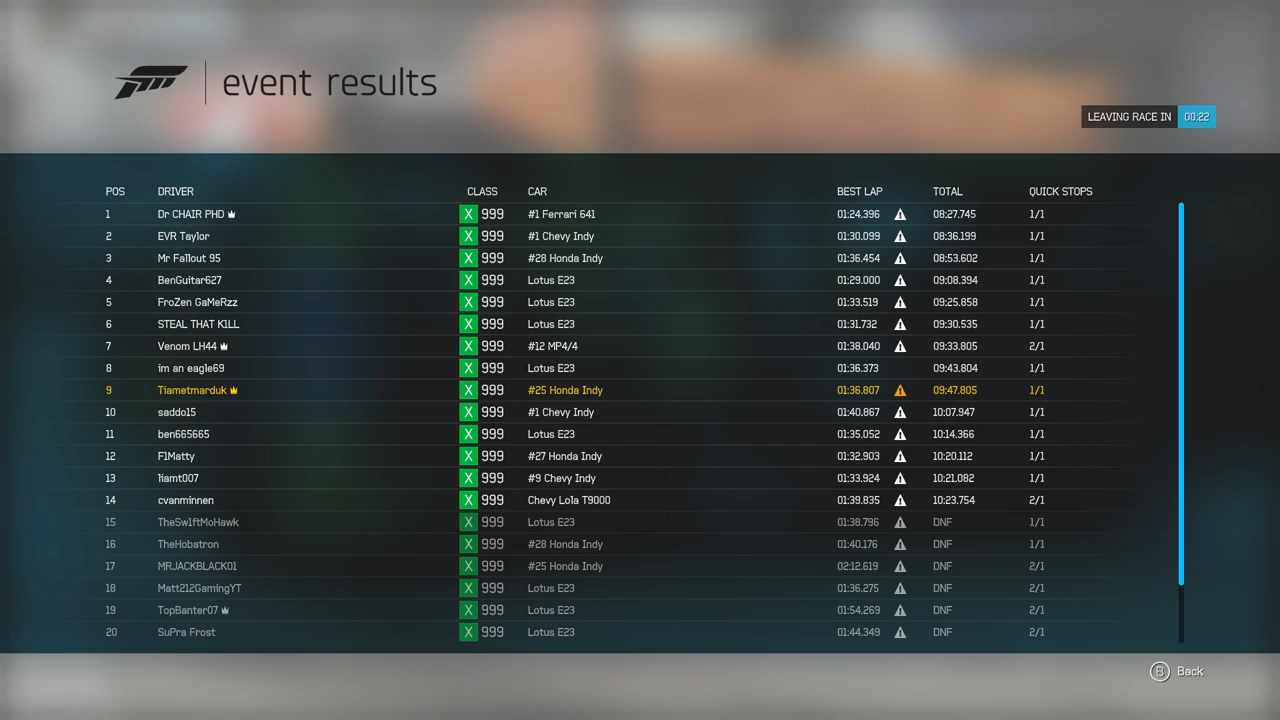 event results
LEAVING RACE IN 00:22
POS DRIVER CLASS CAR BEST LAP TOTAL QUICK STOPS
1 Dr CHAIR PHD X 999 #1 Ferrari 641 01:24.396 08:27.745 1/1
2 EVR Taylor X 999 #1 Chevy Indy 01:30.099 08:36.199 1/1
3 Mr Fallout 95 X 999 #28 Honda Indy 01:36.454 08:53.602 1/1
4 BenGuitar627 X 999 Lotus E23 01:29.000 09:08.394 1/1
5 FroZen GaMeRzz X 999 Lotus E23 01:33.519 09:25.858 1/1
6 STEAL THAT K1LL X 999 Lotus E23 01:31.732 09:30.535 1/1
7 Venom LH44 X 999 #12 MP4/4 01:38.040 09:33.805 2/1
8 im an eagle69 X 999 Lotus E23 01:36.373 09:43.804 1/1
9 Tiametmarduk X 999 #25 Honda Indy 01:36.807 09:47.805 1/1
10 saddo15 X 999 #1 Chevy Indy 01:40.867 10:07.947 1/1
11 ben665665 X 999 Lotus E23 01:35.052 10:14.366 1/1
12 F1Matty X 999 #27 Honda Indy 01:32.903 10:20.112 1/1
13 liamt007 X 999 #9 Chevy Indy 01:33.924 10:21.082 1/1
14 cvanminnen X 999 Chevy Lola T9000 01:39.835 10:23.754 2/1
15 TheSw1ftMoHawk X 999 Lotus E23 01:38.796 DNF 1/1
16 TheHobatron X 999 #28 Honda Indy 01:40.176 DNF 1/1
17 MRJACKBLACK01 X 999 #25 Honda Indy 02:12.619 DNF 2/1
18 Matt212GamingYT X 999 Lotus E23 01:36.275 DNF 2/1
19 TopBanter07 X 999 Lotus E23 01:54.269 DNF 2/1
20 SuPra Frost X 999 Lotus E23 01:44.349 DNF 2/1
B Back